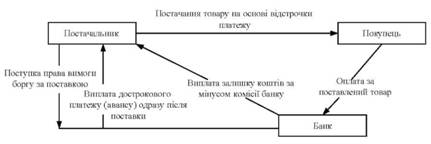 Постачання товару на основі відстрочки
платежу
Постачальник
Покупець
Поступка права вимоги
боргу за поставкою
Виплата дострокового
платежу (авансу) одразу після
поставки
Виплата залишку коштів за
мінусом комісії банку
Оплата за
поставлений товар
Банк